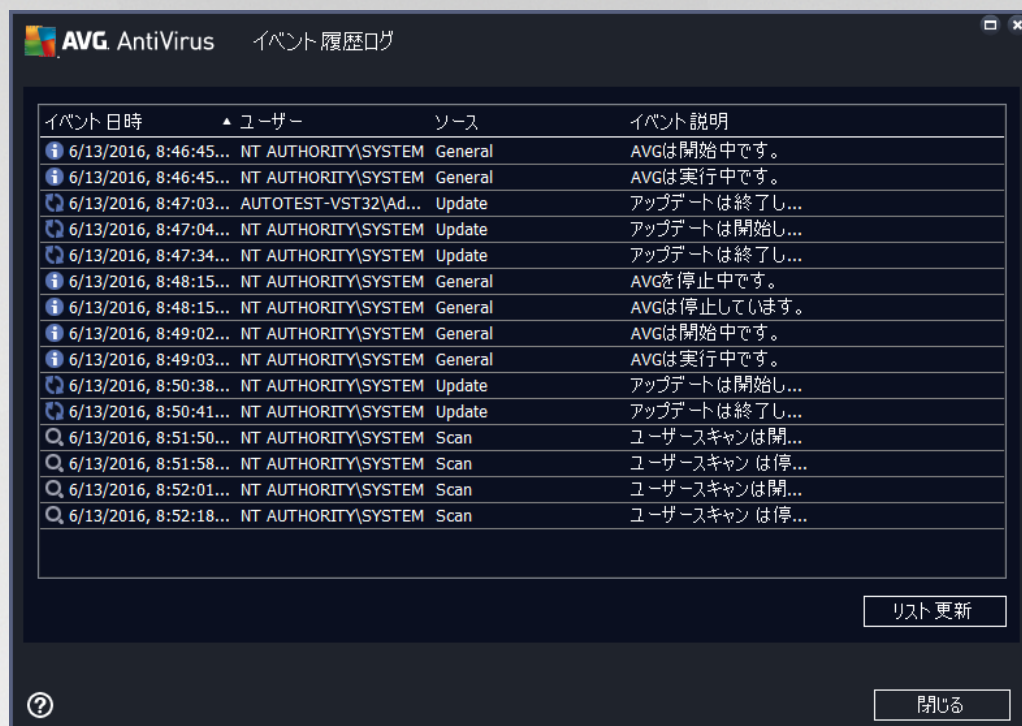 AVG AntiVirus イベント履歴ログ
イベント日時 ▲ ユーザー ソース イベント説明
6/13/2016, 8:46:45... NT AUTHORITY\SYSTEM General AVGは開始中です。
6/13/2016, 8:46:45... NT AUTHORITY\SYSTEM General AVGは実行中です。
6/13/2016, 8:47:03... AUTOTEST-VST32\Ad... Update アップデートは終了し...
6/13/2016, 8:47:04... NT AUTHORITY\SYSTEM Update アップデートは開始し...
6/13/2016, 8:47:34... NT AUTHORITY\SYSTEM Update アップデートは終了し...
6/13/2016, 8:48:15... NT AUTHORITY\SYSTEM General AVGを停止中です。
6/13/2016, 8:48:15... NT AUTHORITY\SYSTEM General AVGは停止しています。
6/13/2016, 8:49:02... NT AUTHORITY\SYSTEM General AVGは開始中です。
6/13/2016, 8:49:03... NT AUTHORITY\SYSTEM General AVGは実行中です。
6/13/2016, 8:50:38... NT AUTHORITY\SYSTEM Update アップデートは開始し...
6/13/2016, 8:50:41... NT AUTHORITY\SYSTEM Update アップデートは終了し...
6/13/2016, 8:51:50... NT AUTHORITY\SYSTEM Scan ユーザースキャンは開...
6/13/2016, 8:51:58... NT AUTHORITY\SYSTEM Scan ユーザースキャン は停...
6/13/2016, 8:52:01... NT AUTHORITY\SYSTEM Scan ユーザースキャンは開...
6/13/2016, 8:52:18... NT AUTHORITY\SYSTEM Scan ユーザースキャン は停...
リスト更新
閉じる